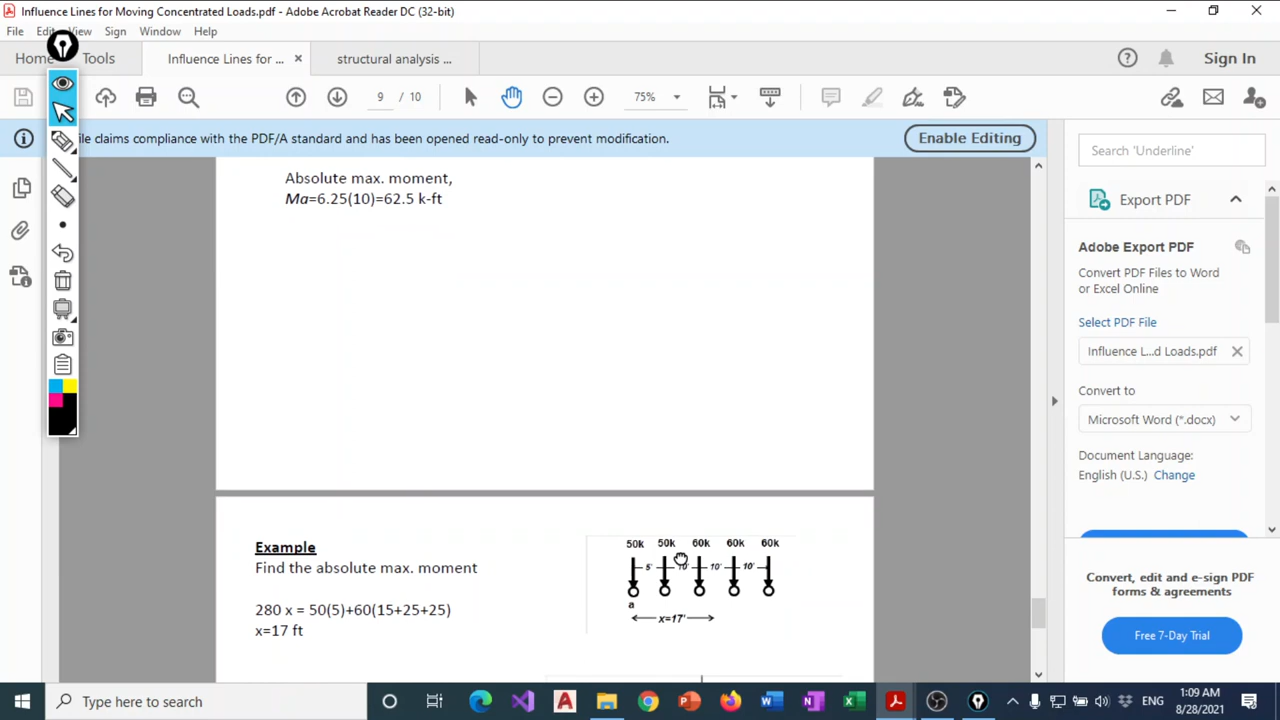 Influence Lines for Moving Concentrated Loads.pdf - Adobe Acrobat Reader DC (32-bit)
File Edit View Sign Window Help
Home Tools Influence Lines for ... structural analysis ... Sign In
9 / 10 75%
ile claims compliance with the PDF/A standard and has been opened read-only to prevent modification. Enable Editing
Search 'Underline'
Export PDF
Adobe Export PDF
Convert PDF Files to Word
or Excel Online
Select PDF File
Influence L...d Loads.pdf
Convert to
Microsoft Word (*.docx)
Document Language:
English (U.S.) Change
Convert, edit and e-sign PDF
forms & agreements
Free 7-Day Trial
Absolute max. moment,
Ma=6.25(10)=62.5 k-ft
Example
Find the absolute max. moment
280 x = 50(5)+60(15+25+25)
x=17 ft
50k 50k 60k 60k 60k
5' 10' 10' 10'
a
x=17'
Type here to search
ENG
1:09 AM
8/28/2021